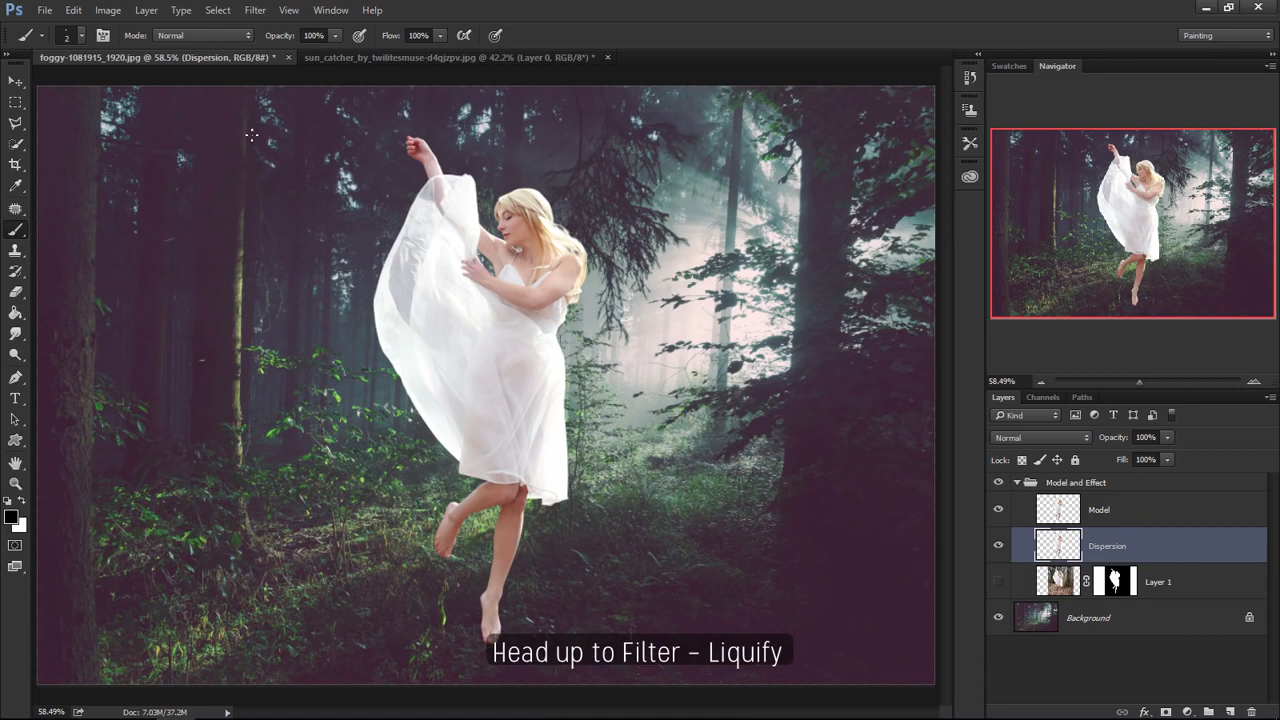 Ps File Edit Image Layer Type Select Filter View Window Help
2 Mode: Normal Opacity: 100% Flow: 100% Painting
foggy-1081915_1920.jpg @ 58.5% (Dispersion, RGB/8#) * × sun_catcher_by_twilitesmuse-d4qjzpv.jpg @ 42.2% (Layer 0, RGB/8*) * ×
Swatches Navigator
58.49%
Layers Channels Paths
Kind
Normal Opacity: 100%
Lock: Fill: 100%
Model and Effect
Model
Dispersion
Layer 1
Background
Head up to Filter – Liquify
58.49% Doc: 7.03M/37.2M
fx